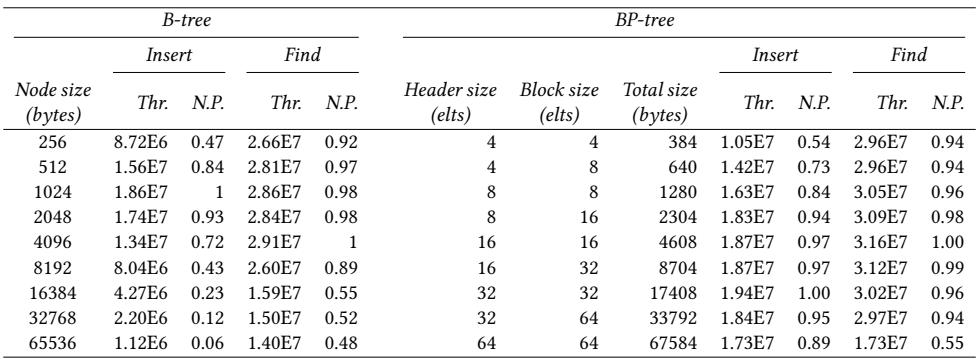 B-tree BP-tree
Insert Find Insert Find
Node size (bytes) Thr. N.P. Thr. N.P. Header size (elts) Block size (elts) Total size (bytes) Thr. N.P. Thr. N.P.
256 8.72E6 0.47 2.66E7 0.92 4 4 384 1.05E7 0.54 2.96E7 0.94
512 1.56E7 0.84 2.81E7 0.97 4 8 640 1.42E7 0.73 2.96E7 0.94
1024 1.86E7 1 2.86E7 0.98 8 8 1280 1.63E7 0.84 3.05E7 0.96
2048 1.74E7 0.93 2.84E7 0.98 8 16 2304 1.83E7 0.94 3.09E7 0.98
4096 1.34E7 0.72 2.91E7 1 16 16 4608 1.87E7 0.97 3.16E7 1.00
8192 8.04E6 0.43 2.60E7 0.89 16 32 8704 1.87E7 0.97 3.12E7 0.99
16384 4.27E6 0.23 1.59E7 0.55 32 32 17408 1.94E7 1.00 3.02E7 0.96
32768 2.20E6 0.12 1.50E7 0.52 32 64 33792 1.84E7 0.95 2.97E7 0.94
65536 1.12E6 0.06 1.40E7 0.48 64 64 67584 1.73E7 0.89 1.73E7 0.55